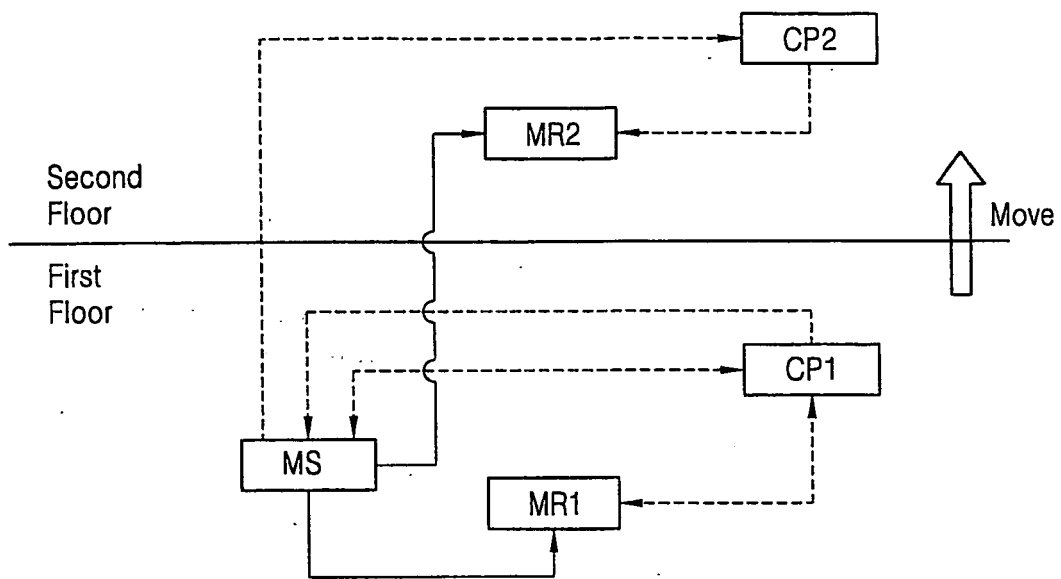 CP2
MR2
Second
Floor
Move
First
Floor
CP1
MS
MR1